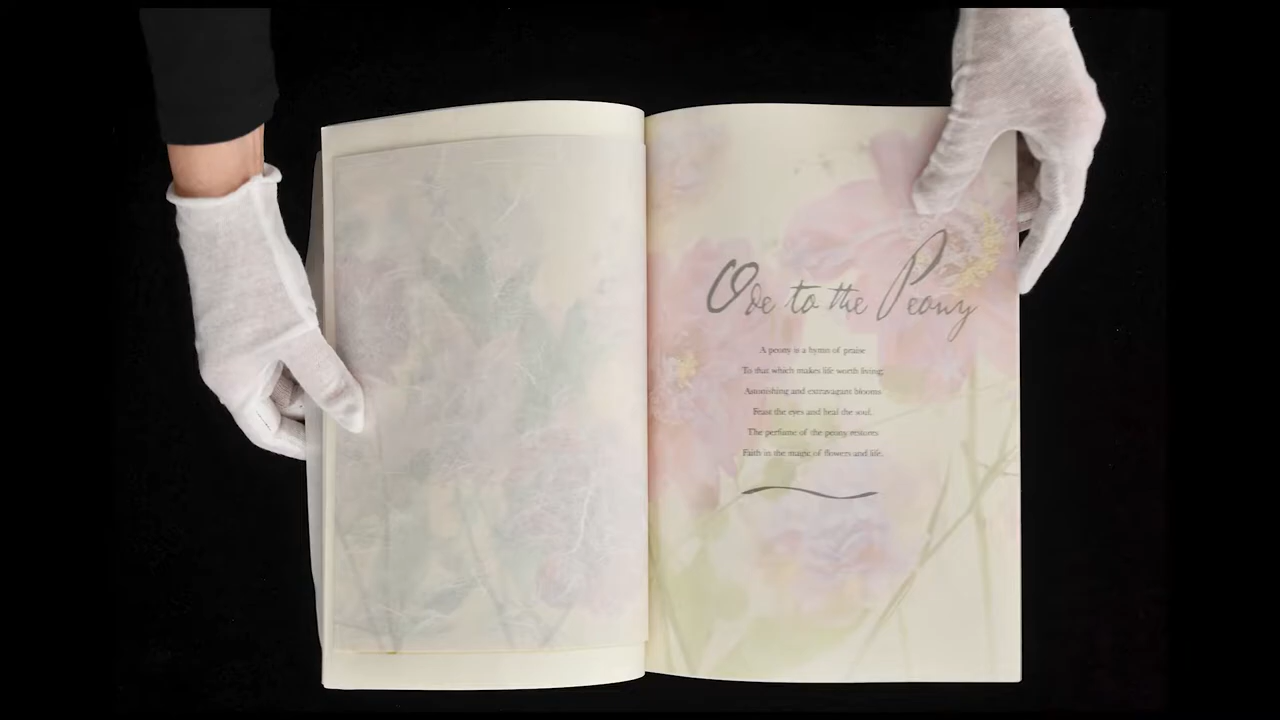 Ode to the Peony
A peony is a hymn of praise
To that which makes life worth living;
Astonishing and extravagant blooms
Feast the eyes and heal the soul.
The perfume of the peony restores
Faith in the magic of flowers and life.